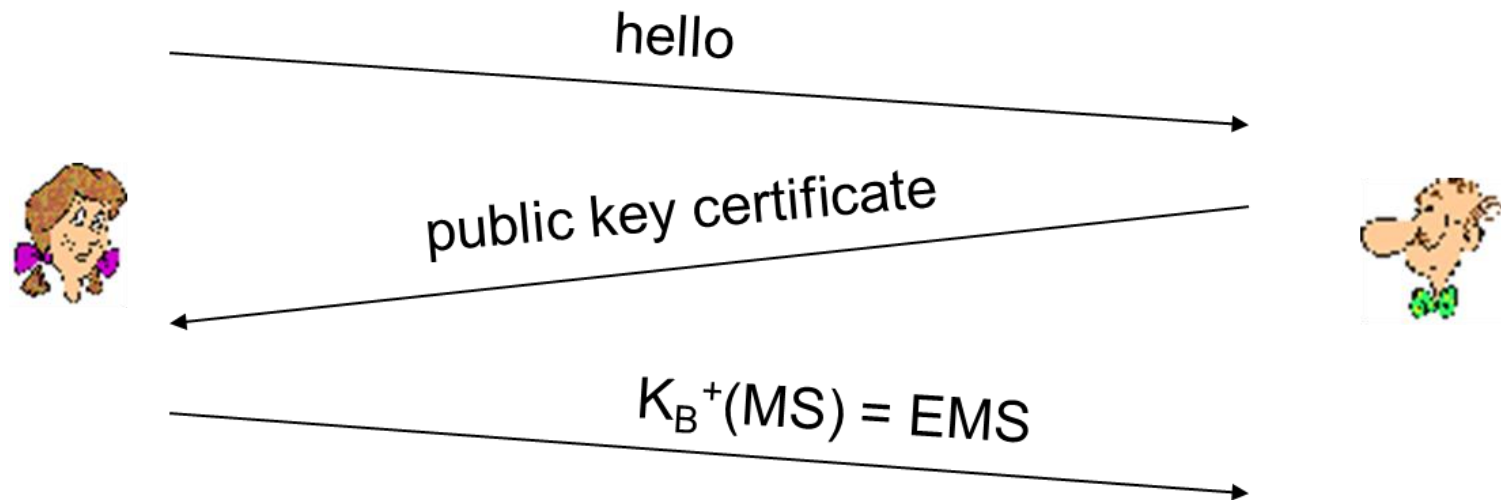 hello
public key certificate
K_B⁺(MS) = EMS